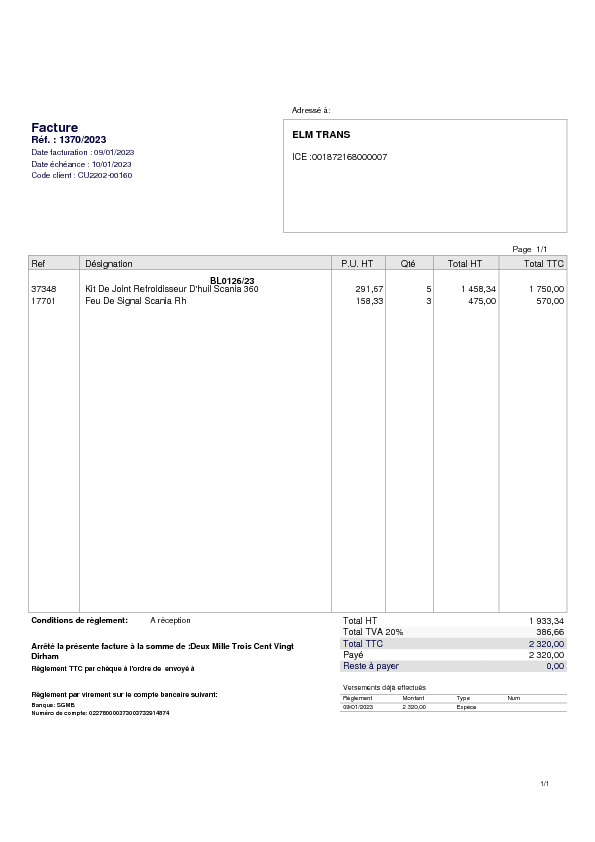 Adressé à:
Facture
Réf. : 1370/2023
Date facturation : 09/01/2023
Date échéance : 10/01/2023
Code client : CU2202-00160
ELM TRANS
ICE :001872168000007
Page 1/1
Ref Désignation P.U. HT Qté Total HT Total TTC
BL0126/23
37348 Kit De Joint Refroidisseur D'huil Scania 360 291,67 5 1 458,34 1 750,00
17701 Feu De Signal Scania Rh 158,33 3 475,00 570,00
Conditions de règlement: A réception
Total HT 1 933,34
Total TVA 20% 386,66
Total TTC 2 320,00
Payé 2 320,00
Reste à payer 0,00
Arrêté la présente facture à la somme de :Deux Mille Trois Cent Vingt
Dirham
Règlement TTC par chèque à l'ordre de envoyé à
Règlement par virement sur le compte bancaire suivant:
Banque: SGMB
Numéro de compte: 022780000373003732914874
Versements déjà effectués
Règlement Montant Type Num
09/01/2023 2 320,00 Espèce
1/1